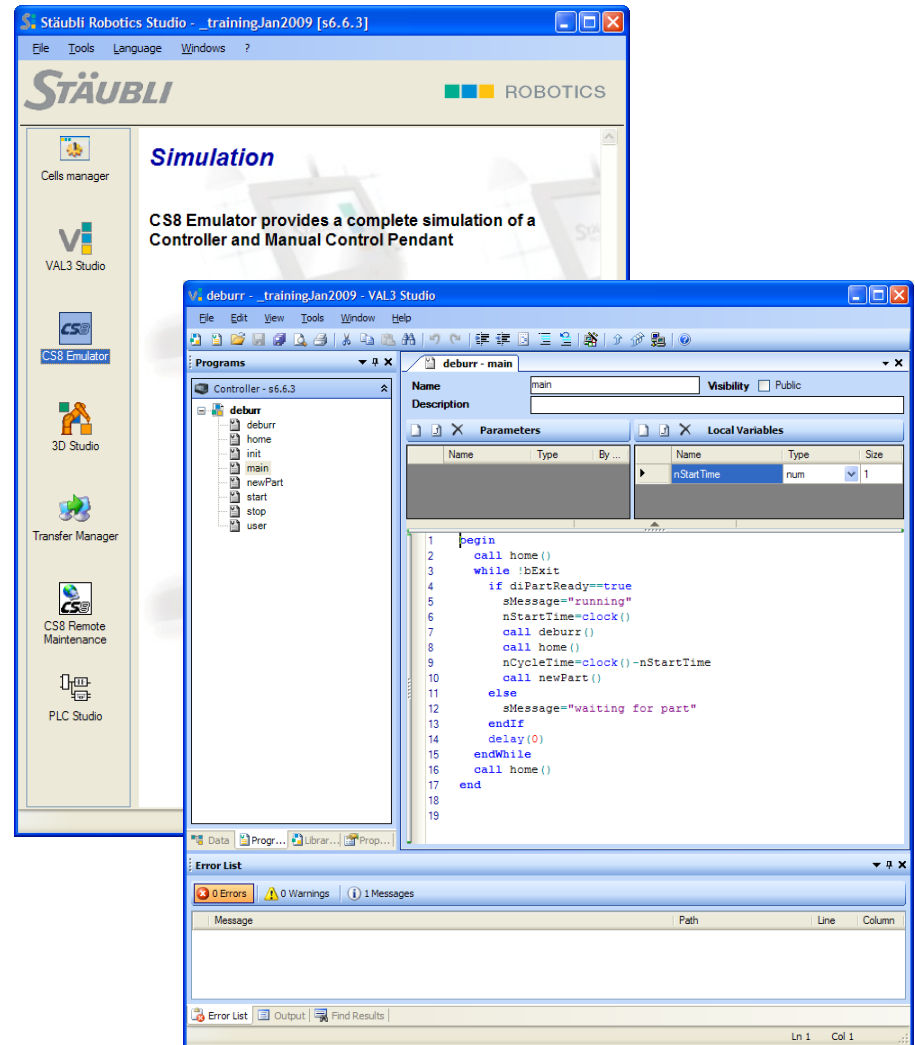 Stäubli Robotics Studio - _trainingJan2009 [s6.6.3]
File Tools Language Windows ?
STÄUBLI
ROBOTICS
Cells manager
VAL3 Studio
CS8
CS8 Emulator
3D Studio
Transfer Manager
CS8
CS8 Remote
Maintenance
PLC Studio
Simulation
CS8 Emulator provides a complete simulation of a
Controller and Manual Control Pendant
deburr - _trainingJan2009 - VAL3 Studio
File Edit View Tools Window Help
Programs
Controller - s6.6.3
deburr
deburr
home
init
main
newPart
start
stop
user
Data Progr... Librar... Prop...
deburr - main
Name main Visibility Public
Description
Parameters
Name Type By ...
Local Variables
Name Type Size
nStartTime num 1
1 begin
2 call home()
3 while !bExit
4 if diPartReady==true
5 sMessage="running"
6 nStartTime=clock()
7 call deburr()
8 call home()
9 nCycleTime=clock()-nStartTime
10 call newPart()
11 else
12 sMessage="waiting for part"
13 endIf
14 delay(0)
15 endWhile
16 call home()
17 end
18
19
Error List
0 Errors 0 Warnings 1 Messages
Message Path Line Column
Error List Output Find Results
Ln 1 Col 1